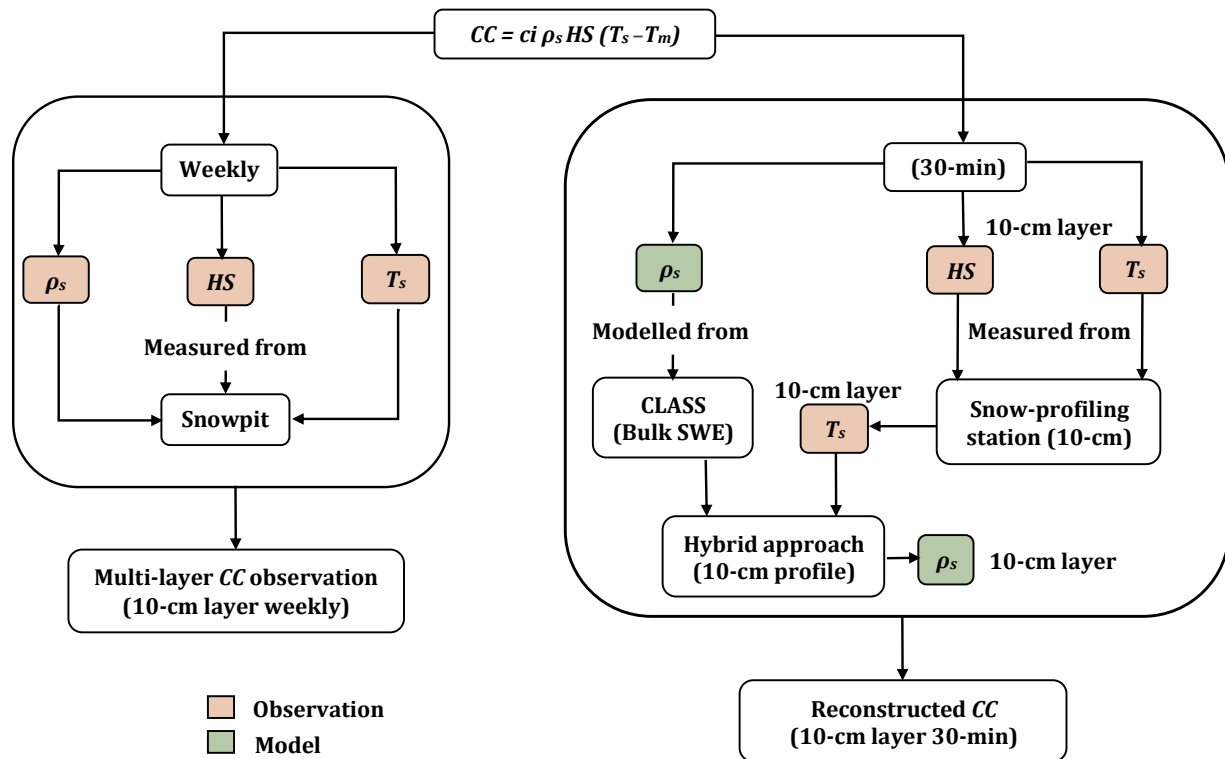 CC = ci ρs HS (Ts – Tm)
Weekly
ρs
HS
Ts
Measured from
Snowpit
Multi-layer CC observation
(10-cm layer weekly)
(30-min)
10-cm layer
ρs
HS
Ts
Modelled from
Measured from
CLASS
(Bulk SWE)
10-cm layer
Ts
Snow-profiling
station (10-cm)
Hybrid approach
(10-cm profile)
ρs
10-cm layer
Reconstructed CC
(10-cm layer 30-min)
Observation
Model